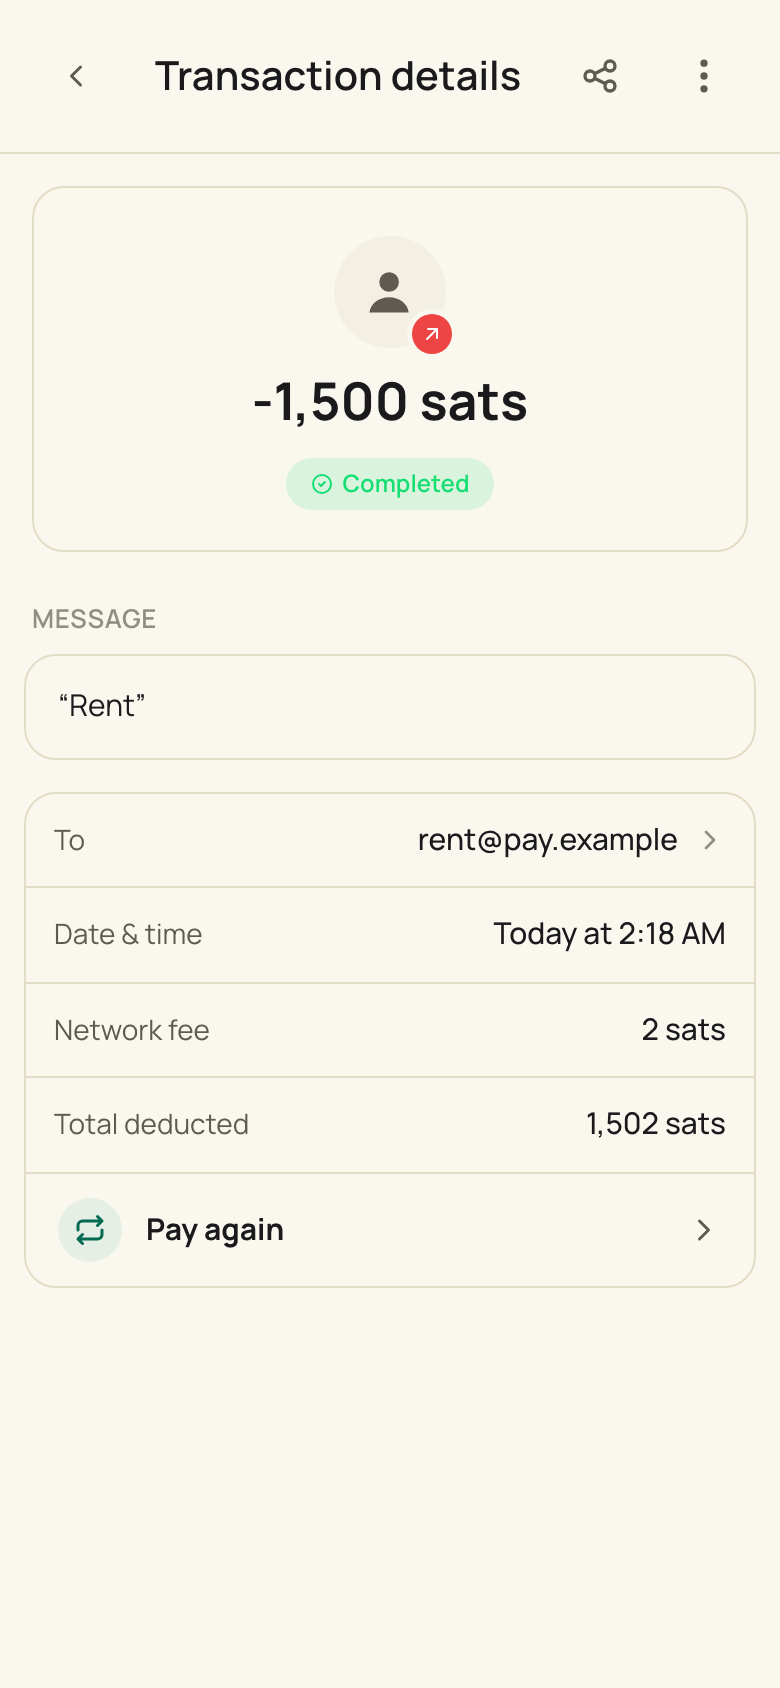 Transaction details
-1,500 sats
Completed
MESSAGE
“Rent”
To rent@pay.example
Date & time Today at 2:18 AM
Network fee 2 sats
Total deducted 1,502 sats
Pay again